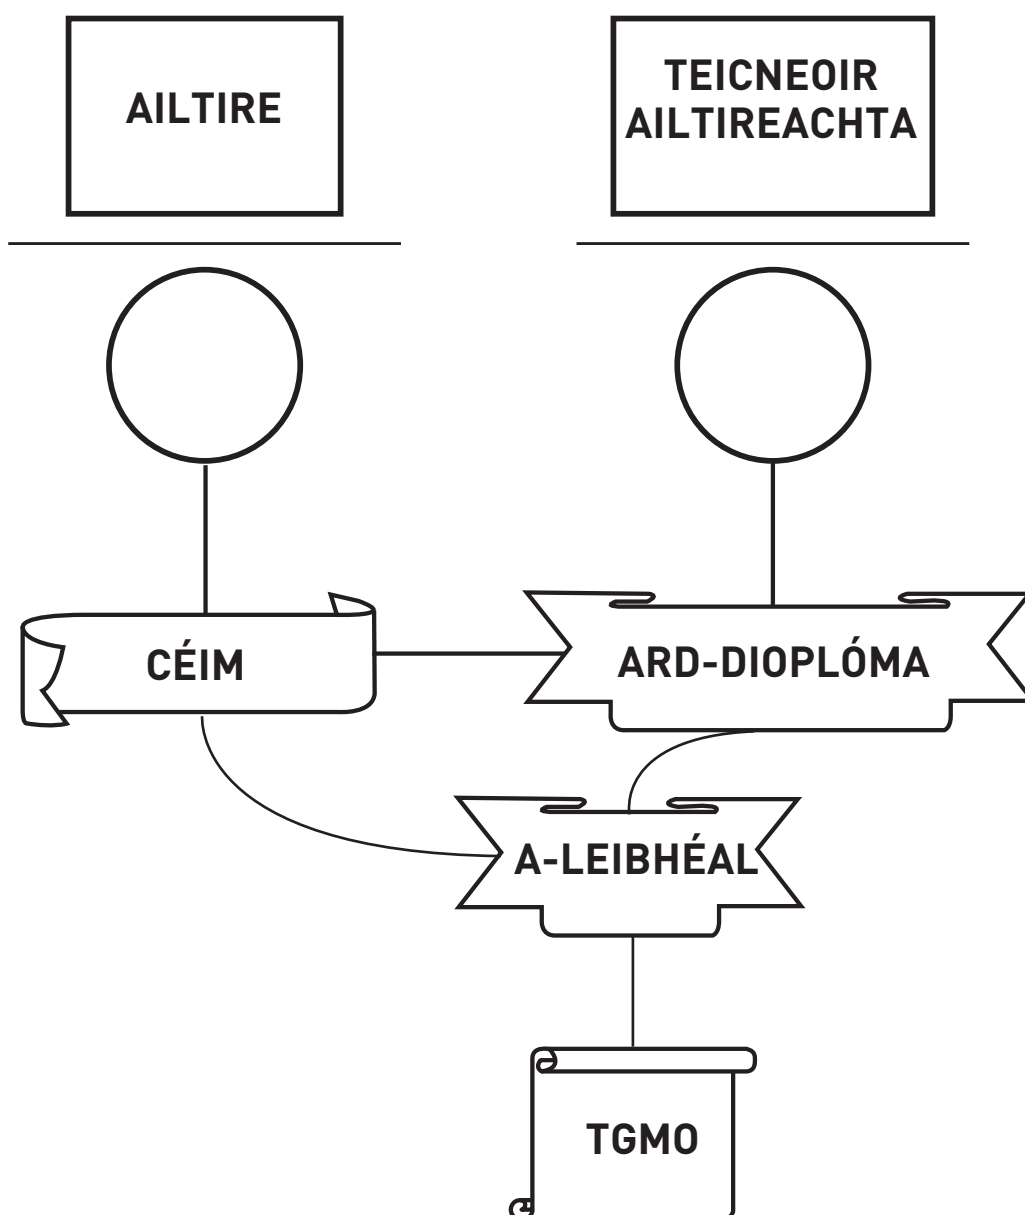 AILTIRE
TEICNEOIR
AILTIREACHTA
CÉIM
ARD-DIOPLÓMA
A-LEIBHÉAL
TGMO